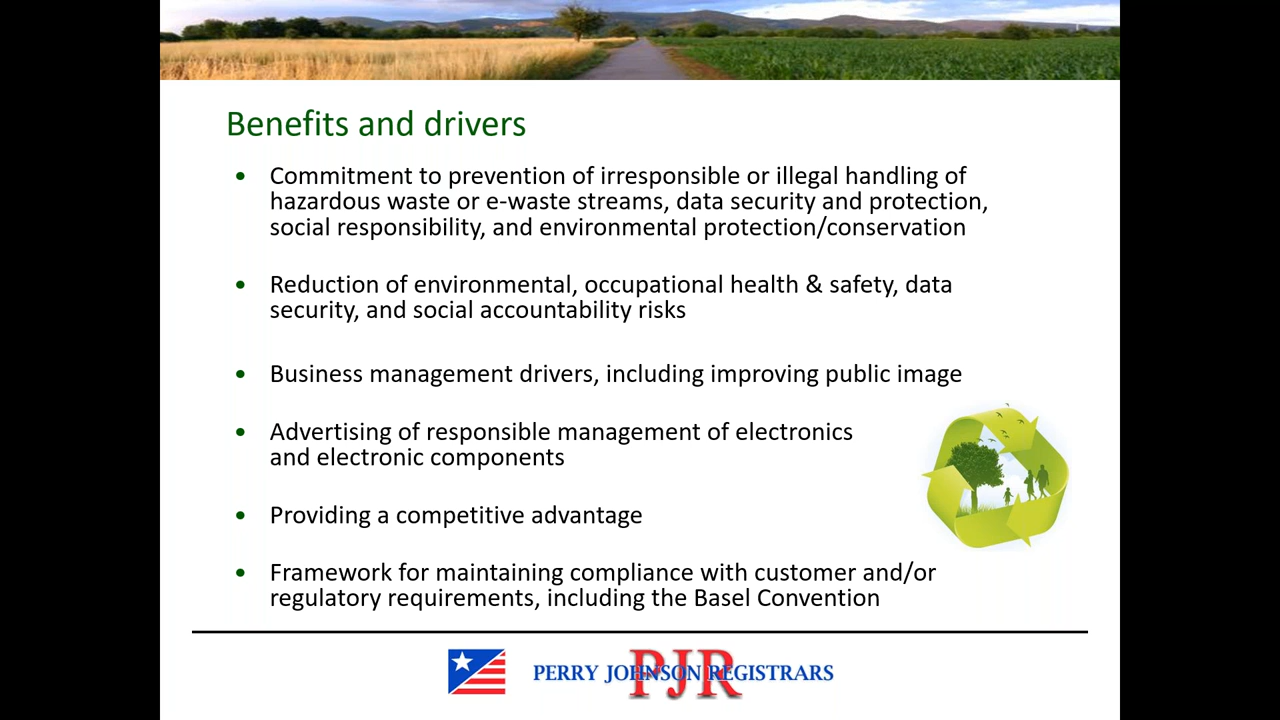 Benefits and drivers
• Commitment to prevention of irresponsible or illegal handling of
hazardous waste or e-waste streams, data security and protection,
social responsibility, and environmental protection/conservation
• Reduction of environmental, occupational health & safety, data
security, and social accountability risks
• Business management drivers, including improving public image
• Advertising of responsible management of electronics
and electronic components
• Providing a competitive advantage
• Framework for maintaining compliance with customer and/or
regulatory requirements, including the Basel Convention
PJR
PERRY JOHNSON REGISTRARS